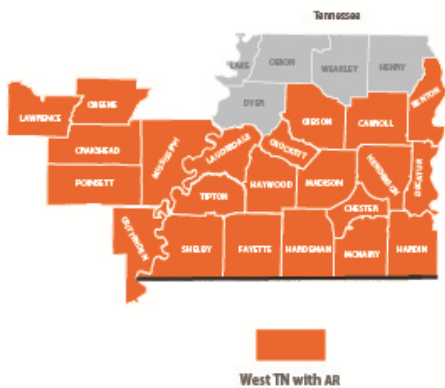 Tennessee
LAKE
OBION
WEAKLEY
HENRY
DYER
BENTON
LAWRENCE
GREENE
GIBSON
CARROLL
CRAIGHEAD
MISSISSIPPI
LAUDERDALE
CROCKETT
POINSETT
HAYWOOD
MADISON
HENDERSON
DECATUR
TIPTON
CHESTER
CRITTENDEN
SHELBY
FAYETTE
HARDEMAN
MCNAIRY
HARDIN
West TN with AR